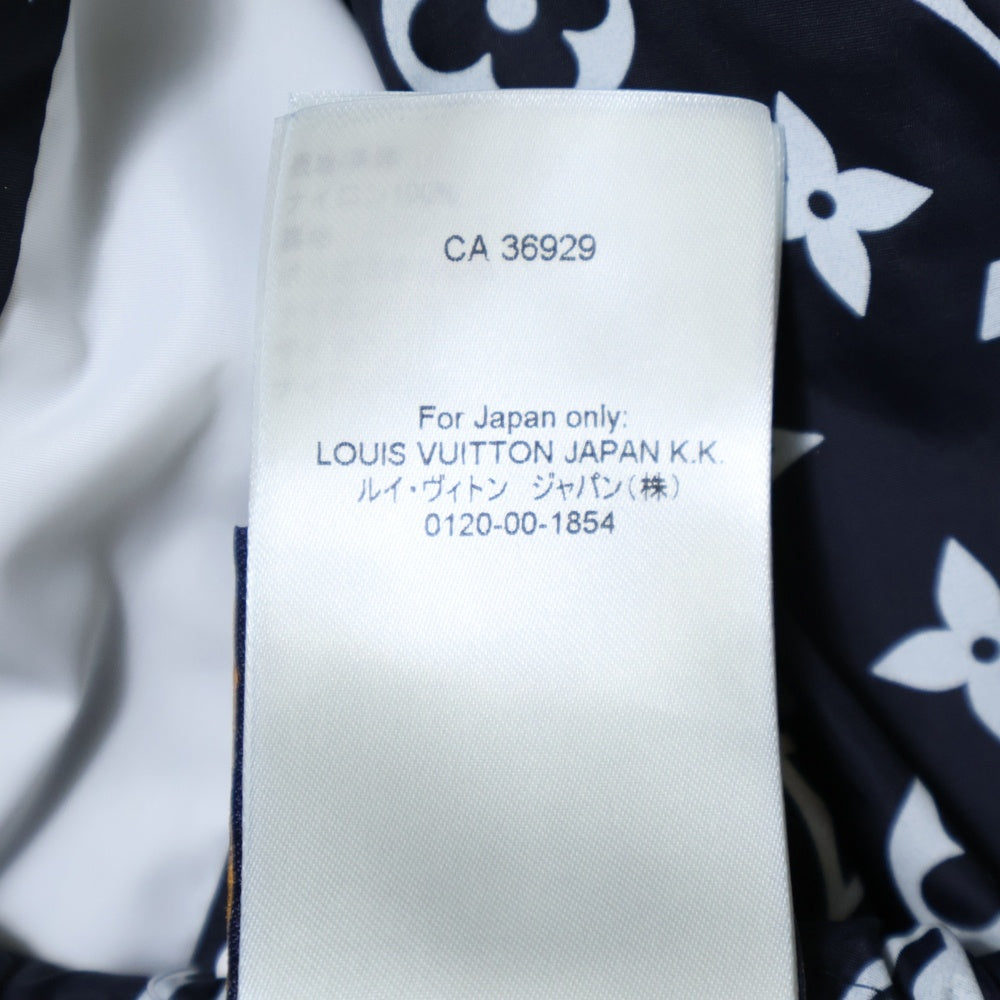 CA 36929
For Japan only:
LOUIS VUITTON JAPAN K.K.
ルイ・ヴィトン ジャパン(株)
0120-00-1854